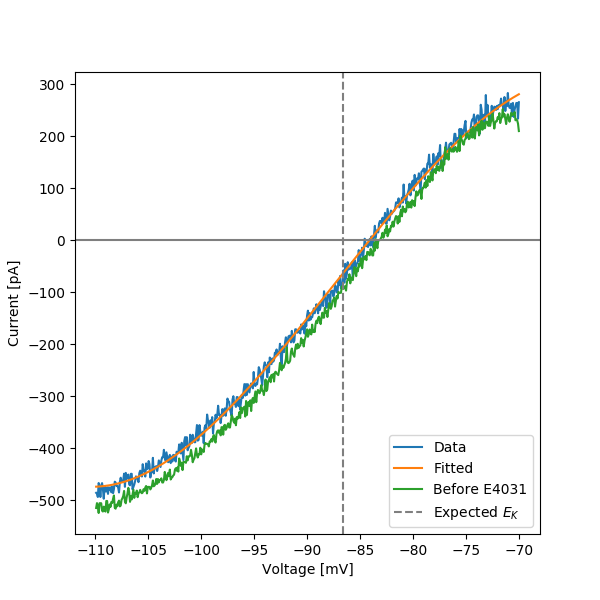 300
200
100
0
−100
−200
−300
−400
−500
Current [pA]
Data
Fitted
Before E4031
Expected E_K
−110 −105 −100 −95 −90 −85 −80 −75 −70
Voltage [mV]